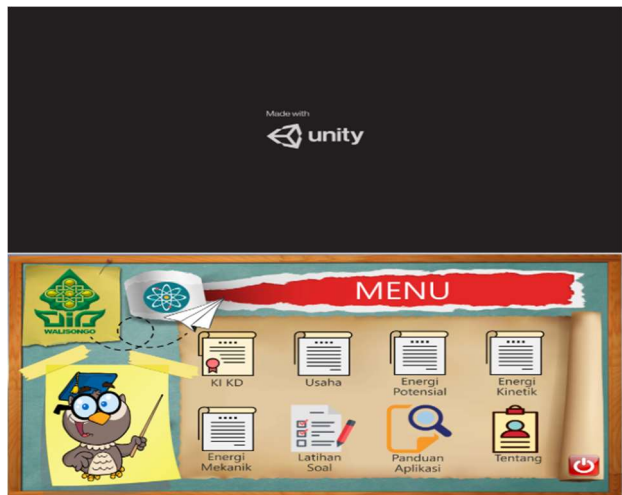 Made with
unity
MENU
WALISONGO
KI KD
Usaha
Energi
Potensial
Energi
Kinetik
Energi
Mekanik
Latihan
Soal
Panduan
Aplikasi
Tentang